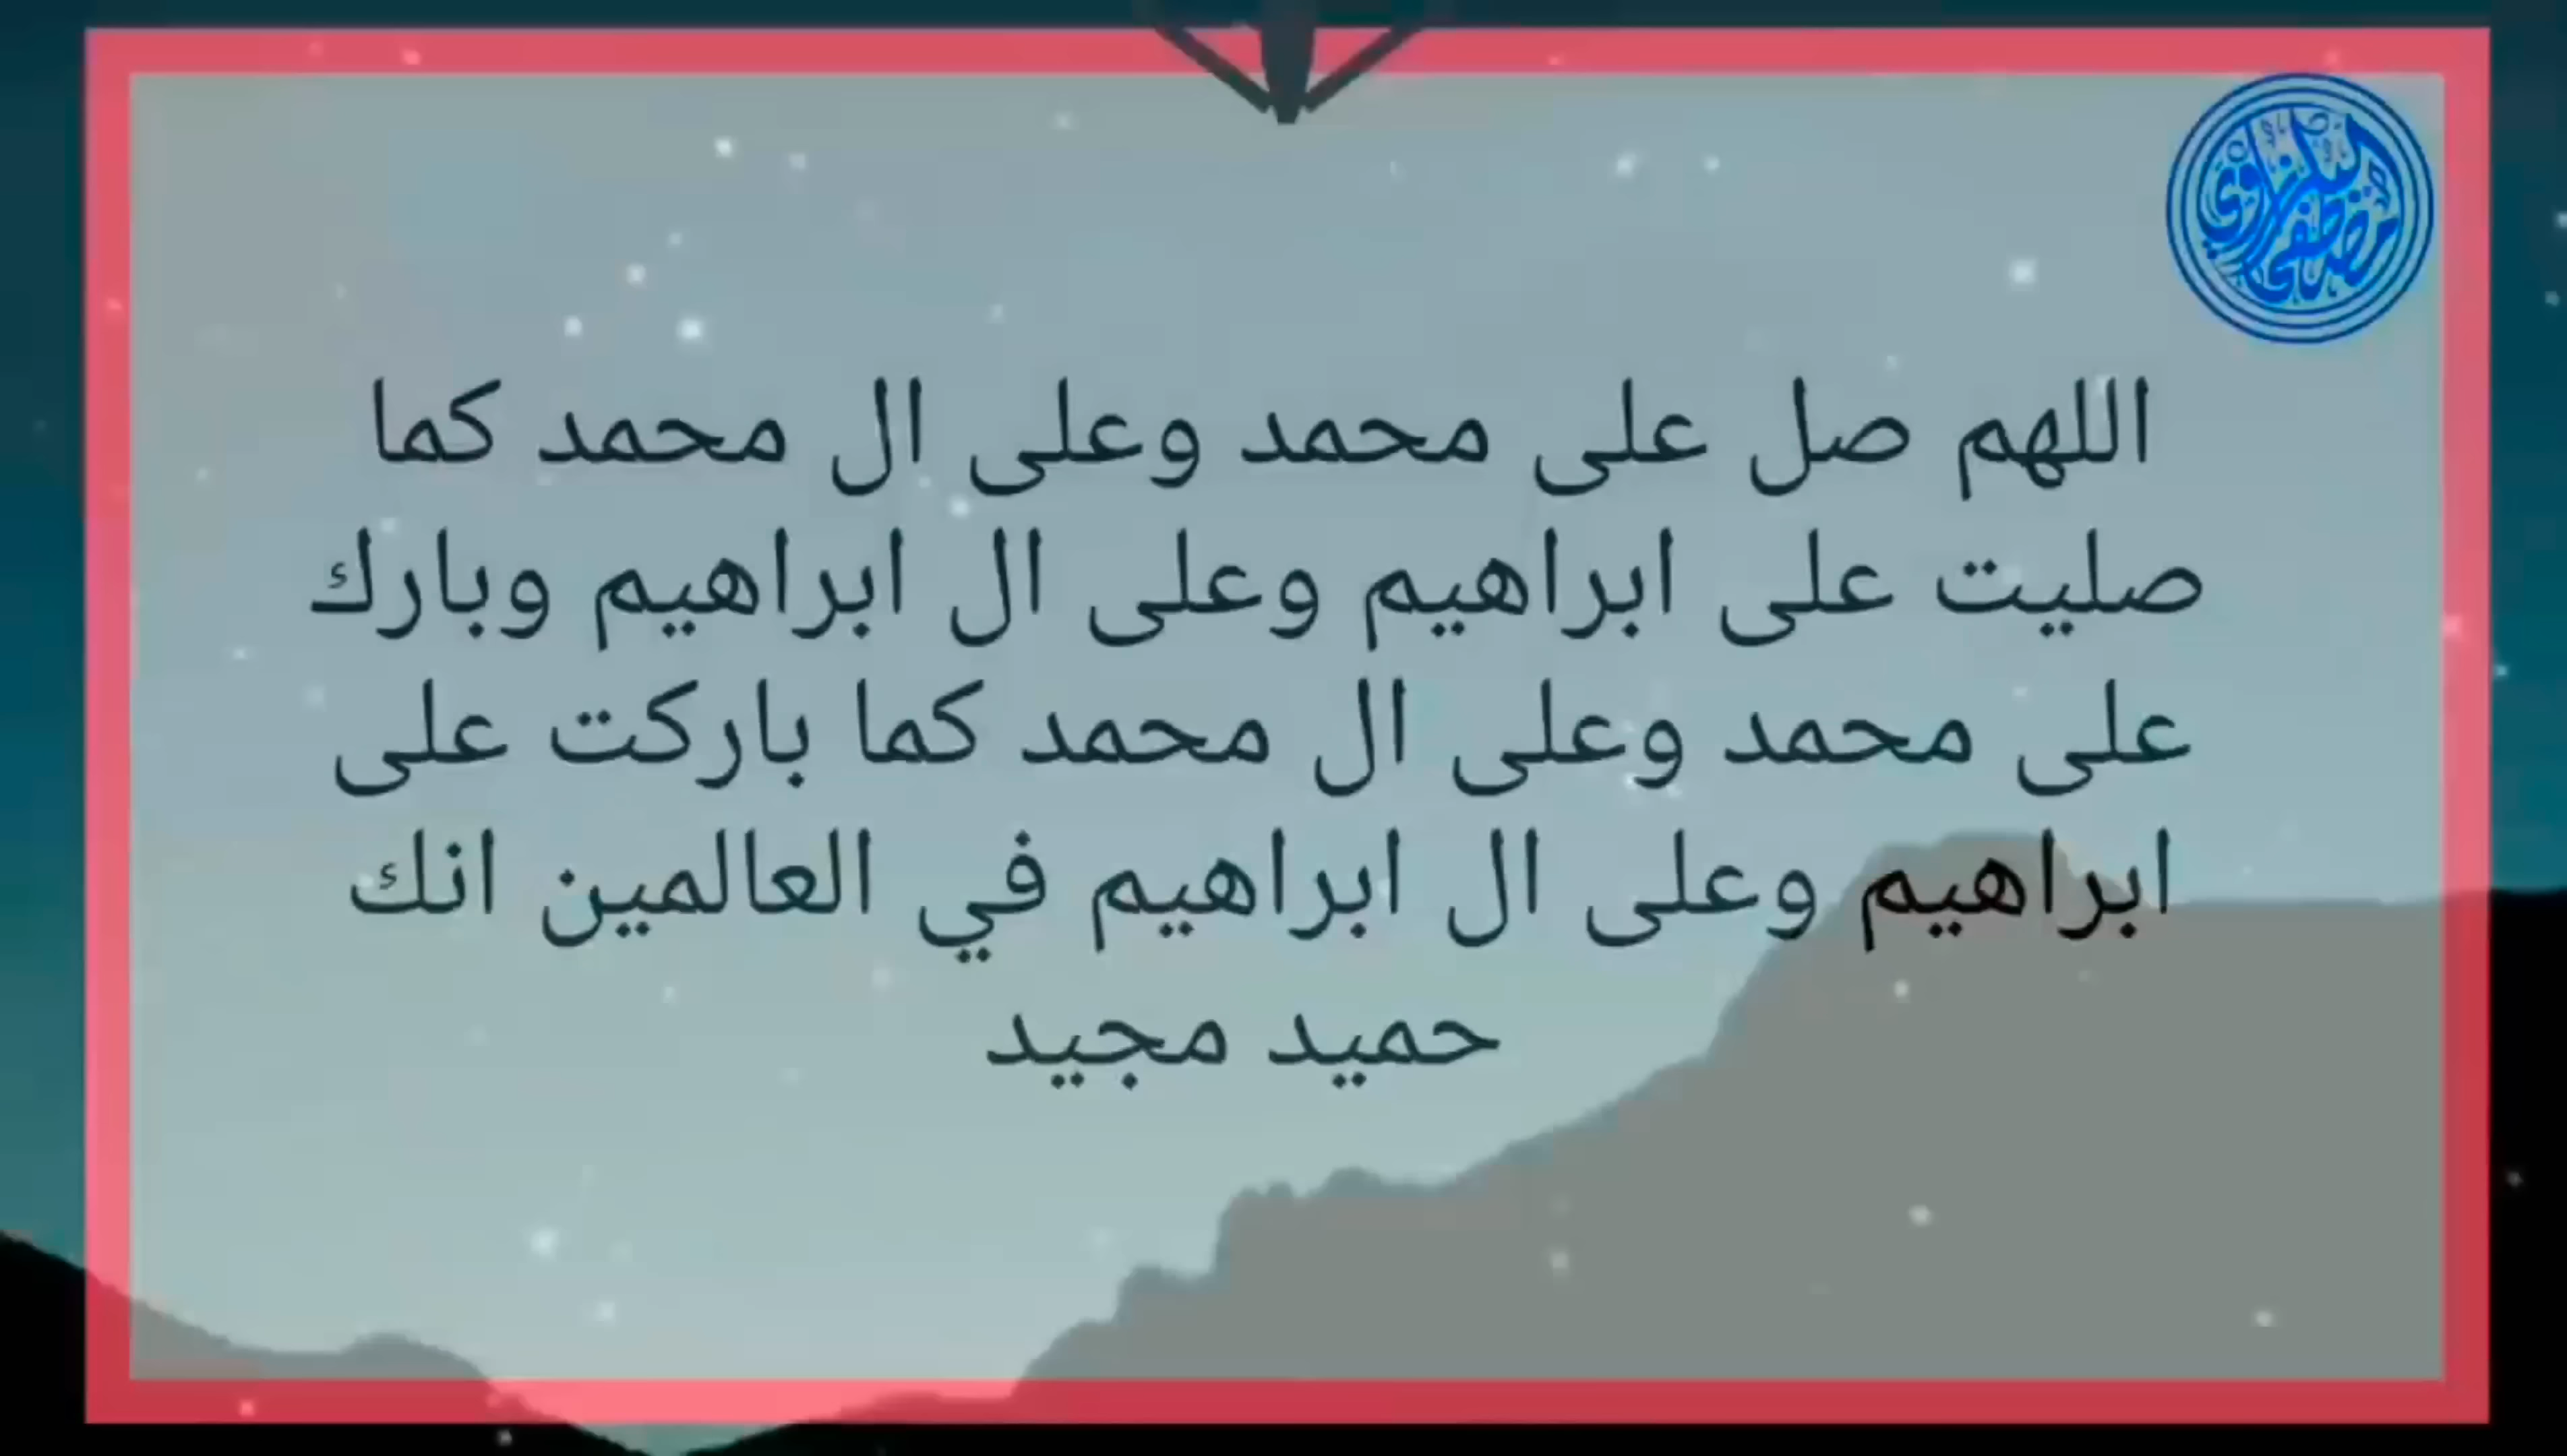 اللهم صل على محمد وعلى ال محمد كما
صليت على ابراهيم وعلى ال ابراهيم وبارك
على محمد وعلى ال محمد كما باركت على
ابراهيم وعلى ال ابراهيم في العالمين انك
حميد مجيد